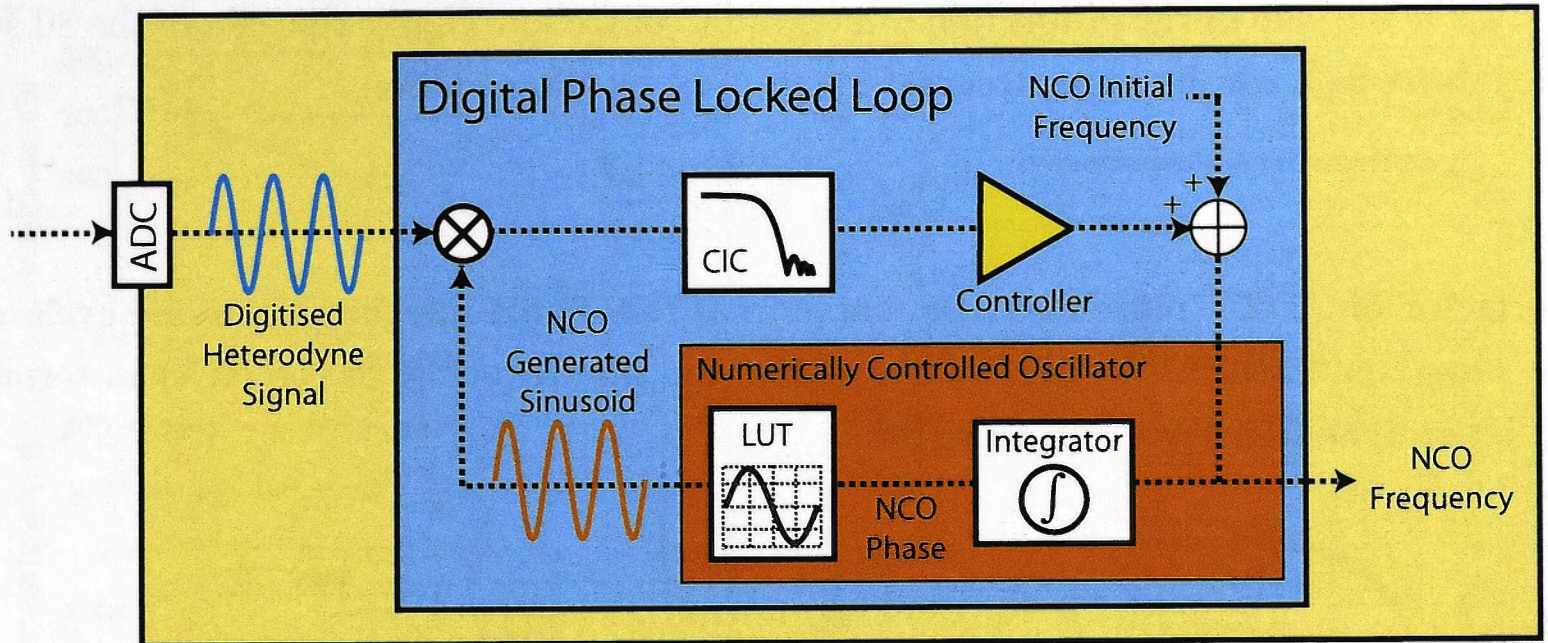 Digital Phase Locked Loop
NCO Initial
Frequency
+
+
ADC
CIC
Controller
Digitised
Heterodyne
Signal
NCO
Generated
Sinusoid
Numerically Controlled Oscillator
LUT
Integrator
∫
NCO
Phase
NCO
Frequency